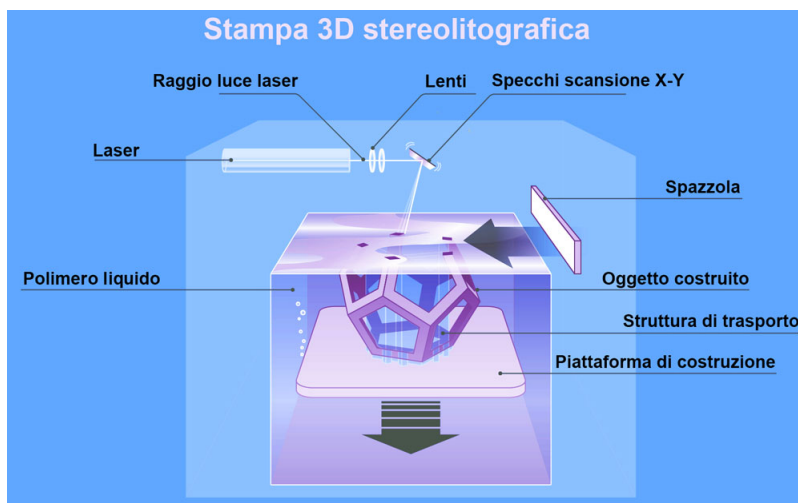 Stampa 3D stereolitografica
Raggio luce laser
Lenti
Specchi scansione X-Y
Laser
Spazzola
Polimero liquido
Oggetto costruito
Struttura di trasporto
Piattaforma di costruzione